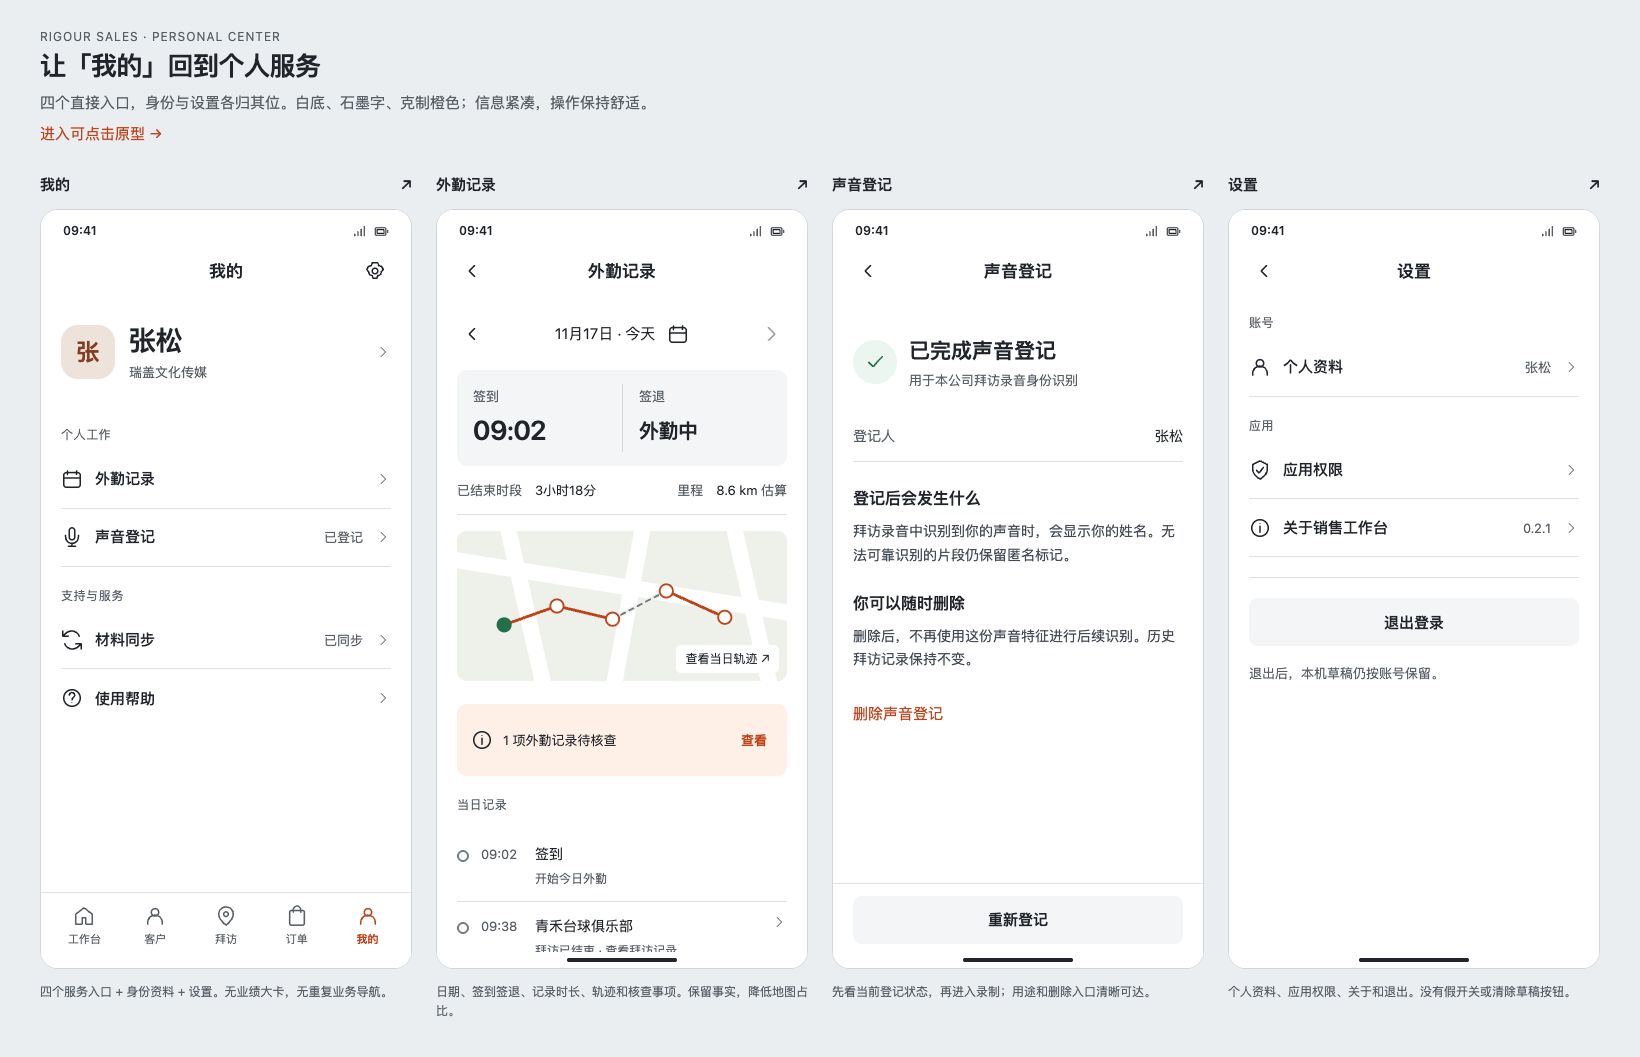 RIGOUR SALES · PERSONAL CENTER
让「我的」回到个人服务
四个直接入口，身份与设置各归其位。白底、石墨字、克制橙色；信息紧凑，操作保持舒适。
进入可点击原型 →
我的 ↗
09:41
我的
张
张松
瑞盖文化传媒
个人工作
外勤记录
声音登记 已登记
支持与服务
材料同步 已同步
使用帮助
工作台 客户 拜访 订单 我的
四个服务入口 + 身份资料 + 设置。无业绩大卡，无重复业务导航。
外勤记录 ↗
09:41
外勤记录
11月17日 · 今天
签到 签退
09:02 外勤中
已结束时段 3小时18分 里程 8.6 km 估算
查看当日轨迹 ↗
1 项外勤记录待核查 查看
当日记录
09:02 签到
开始今日外勤
09:38 青禾台球俱乐部
拜访已结束 · 查看拜访记录
日期、签到签退、记录时长、轨迹和核查事项。保留事实，降低地图占
比。
声音登记 ↗
09:41
声音登记
已完成声音登记
用于本公司拜访录音身份识别
登记人 张松
登记后会发生什么
拜访录音中识别到你的声音时，会显示你的姓名。无
法可靠识别的片段仍保留匿名标记。
你可以随时删除
删除后，不再使用这份声音特征进行后续识别。历史
拜访记录保持不变。
删除声音登记
重新登记
先看当前登记状态，再进入录制；用途和删除入口清晰可达。
设置 ↗
09:41
设置
账号
个人资料 张松
应用
应用权限
关于销售工作台 0.2.1
退出登录
退出后，本机草稿仍按账号保留。
个人资料、应用权限、关于和退出。没有假开关或清除草稿按钮。